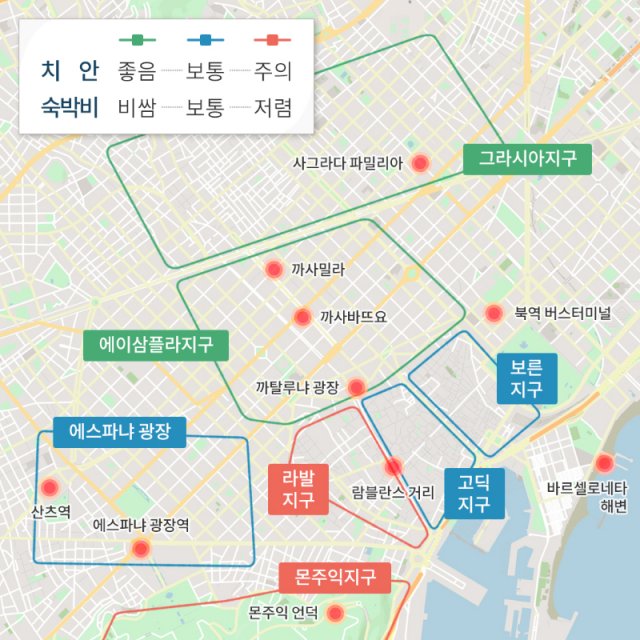 치 안 좋음 보통 주의
숙박비 비쌈 보통 저렴
그라시아지구
사그라다 파밀리아
까사밀라
까사바뜨요
북역 버스터미널
에이삼플라지구
보른
지구
까탈루냐 광장
에스파냐 광장
라발
지구
람블란스 거리
고딕
지구
바르셀로네타
해변
산츠역
에스파냐 광장역
몬주익지구
몬주익 언덕